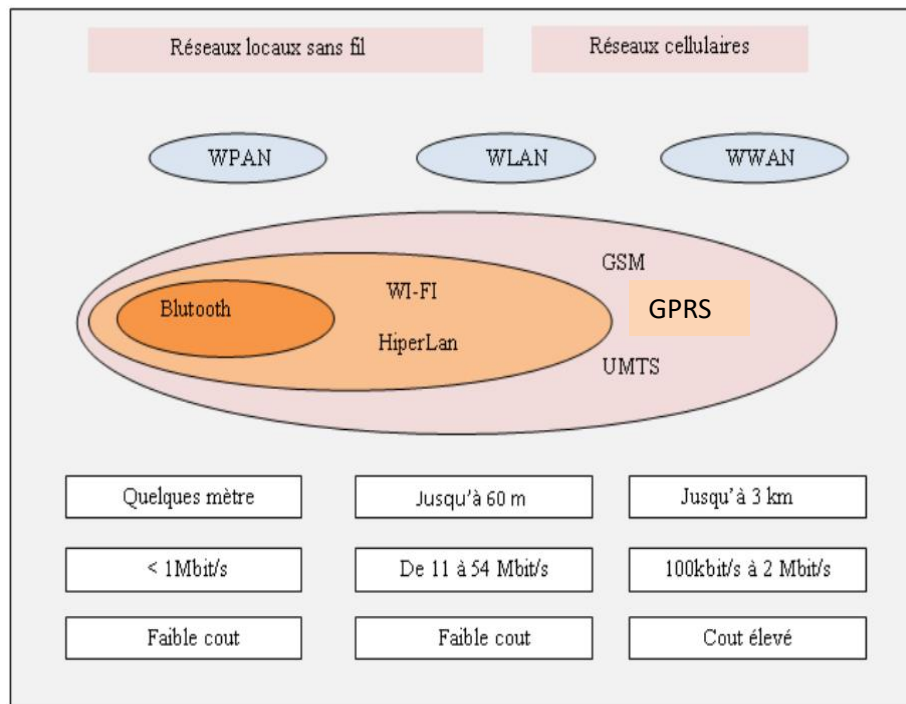 Réseaux locaux sans fil
Réseaux cellulaires
WPAN
WLAN
WWAN
GSM
WI-FI
Blutooth
GPRS
HiperLan
UMTS
Quelques mètre
Jusqu'à 60 m
Jusqu'à 3 km
< 1Mbit/s
De 11 à 54 Mbit/s
100kbit/s à 2 Mbit/s
Faible cout
Faible cout
Cout élevé